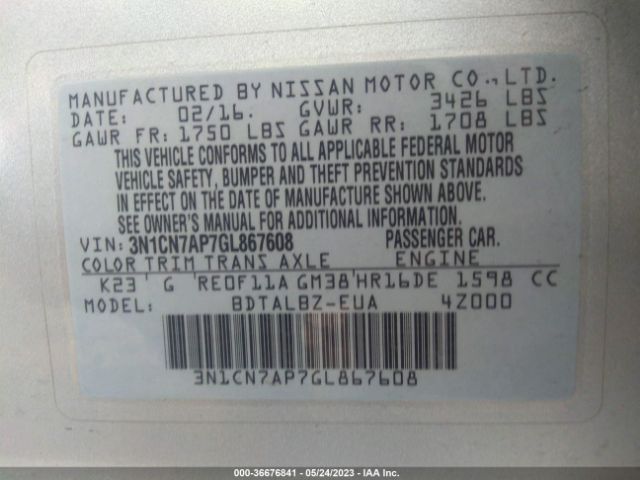 MANUFACTURED BY NISSAN MOTOR CO., LTD.
DATE: 02/16. GVWR: 3426 LBS
GAWR FR: 1750 LBS GAWR RR: 1708 LBS
THIS VEHICLE CONFORMS TO ALL APPLICABLE FEDERAL MOTOR
VEHICLE SAFETY, BUMPER AND THEFT PREVENTION STANDARDS
IN EFFECT ON THE DATE OF MANUFACTURE SHOWN ABOVE.
SEE OWNER'S MANUAL FOR ADDITIONAL INFORMATION.
VIN: 3N1CN7AP7GL867608 PASSENGER CAR.
COLOR TRIM TRANS AXLE ENGINE
K23 G RE0F11A GM38 HR16DE 1598 CC
MODEL: BDTALBZ-EUA 4Z000
3N1CN7AP7GL867608
000-36676841 - 05/24/2023 - IAA Inc.